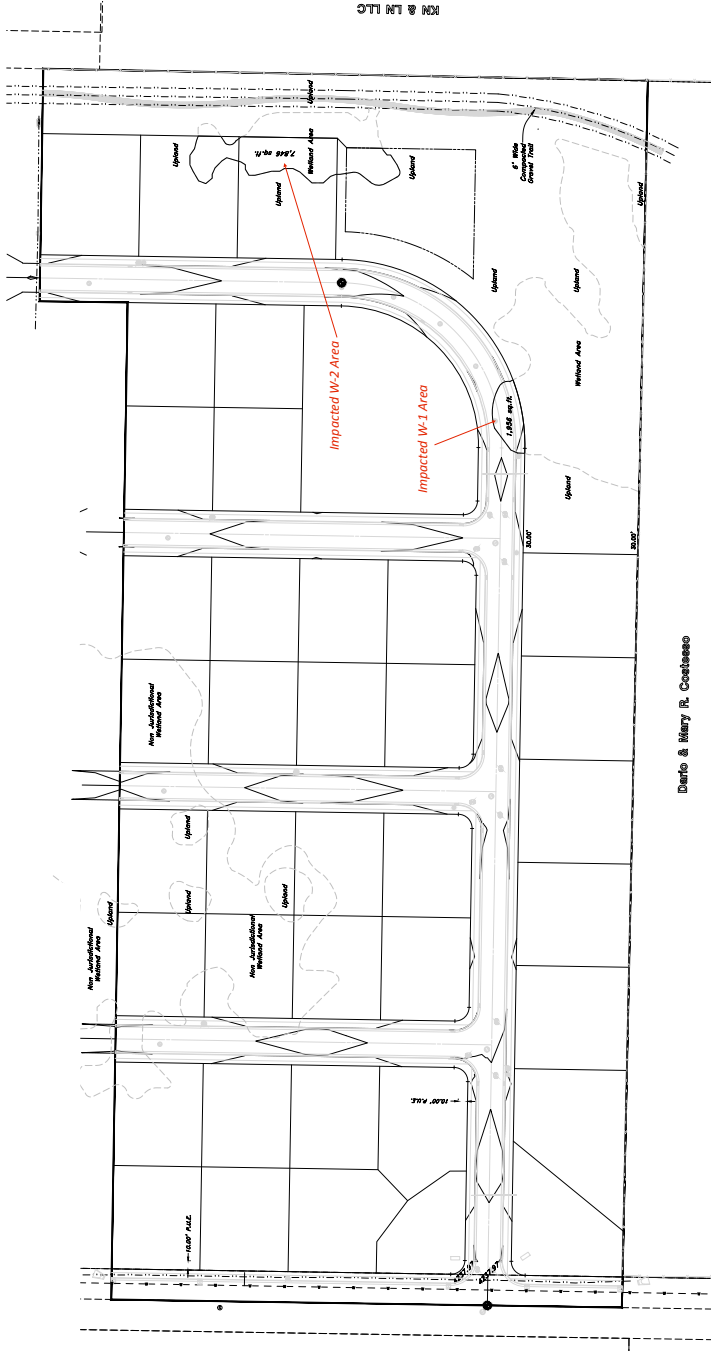 KN & LN LLC
Upland
Upland
7,846 sq.ft.
Wetland Area
Upland
Upland
6' Wide
Compacted
Gravel Trail
Upland
Upland
Upland
Impacted W-2 Area
Wetland Area
Impacted W-1 Area
1,956 sq.ft.
Upland
30.00'
30.00'
Dario & Mary R. Costesso
Non Jurisdictional
Wetland Area
Upland
Upland
Upland
Upland
Non Jurisdictional
Wetland Area
Non Jurisdictional
Wetland Area
10.00' P.U.E.
10.00' P.U.E.